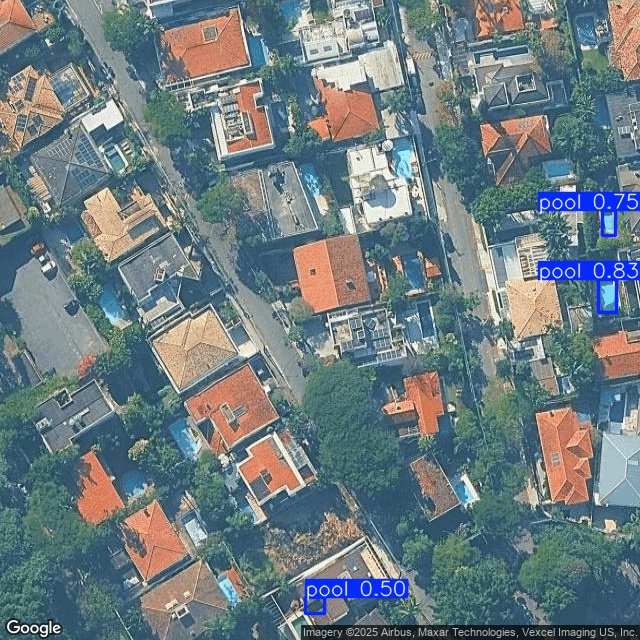 pool 0.75
pool 0.83
pool 0.50
Google
Imagery ©2025 Airbus, Maxar Technologies, Vexcel Imaging US, Inc.